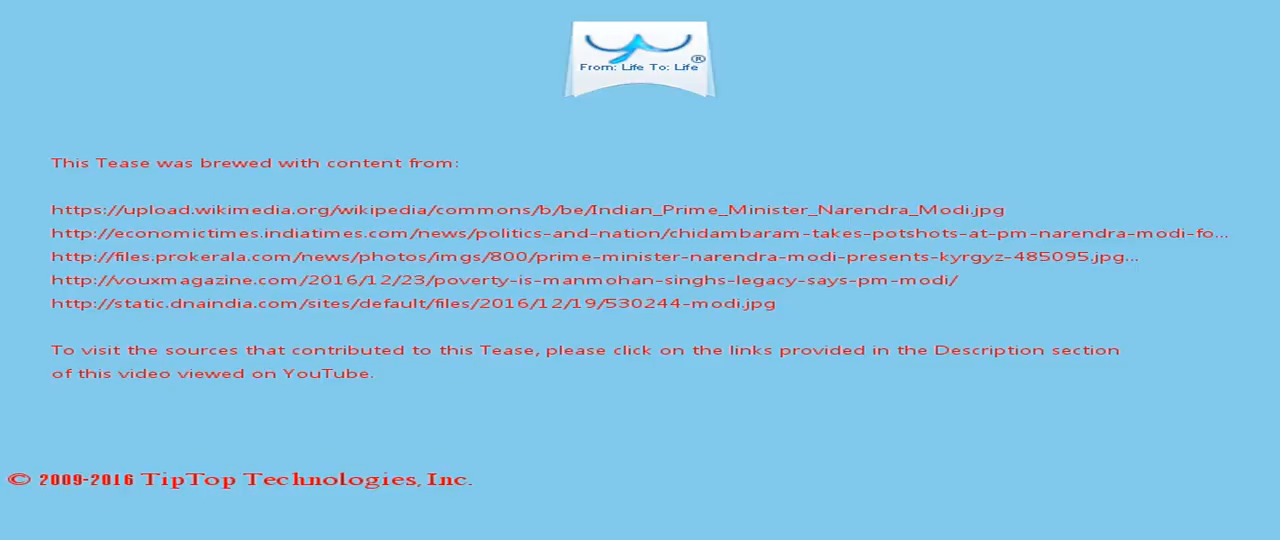 From: Life To: Life®
This Tease was brewed with content from:
https://upload.wikimedia.org/wikipedia/commons/b/be/Indian_Prime_Minister_Narendra_Modi.jpg
http://economictimes.indiatimes.com/news/politics-and-nation/chidambaram-takes-potshots-at-pm-narendra-modi-fo...
http://files.prokerala.com/news/photos/imgs/800/prime-minister-narendra-modi-presents-kyrgyz-485095.jpg...
http://vouxmagazine.com/2016/12/23/poverty-is-manmohan-singhs-legacy-says-pm-modi/
http://static.dnaindia.com/sites/default/files/2016/12/19/530244-modi.jpg
To visit the sources that contributed to this Tease, please click on the links provided in the Description section
of this video viewed on YouTube.
© 2009-2016 TipTop Technologies, Inc.